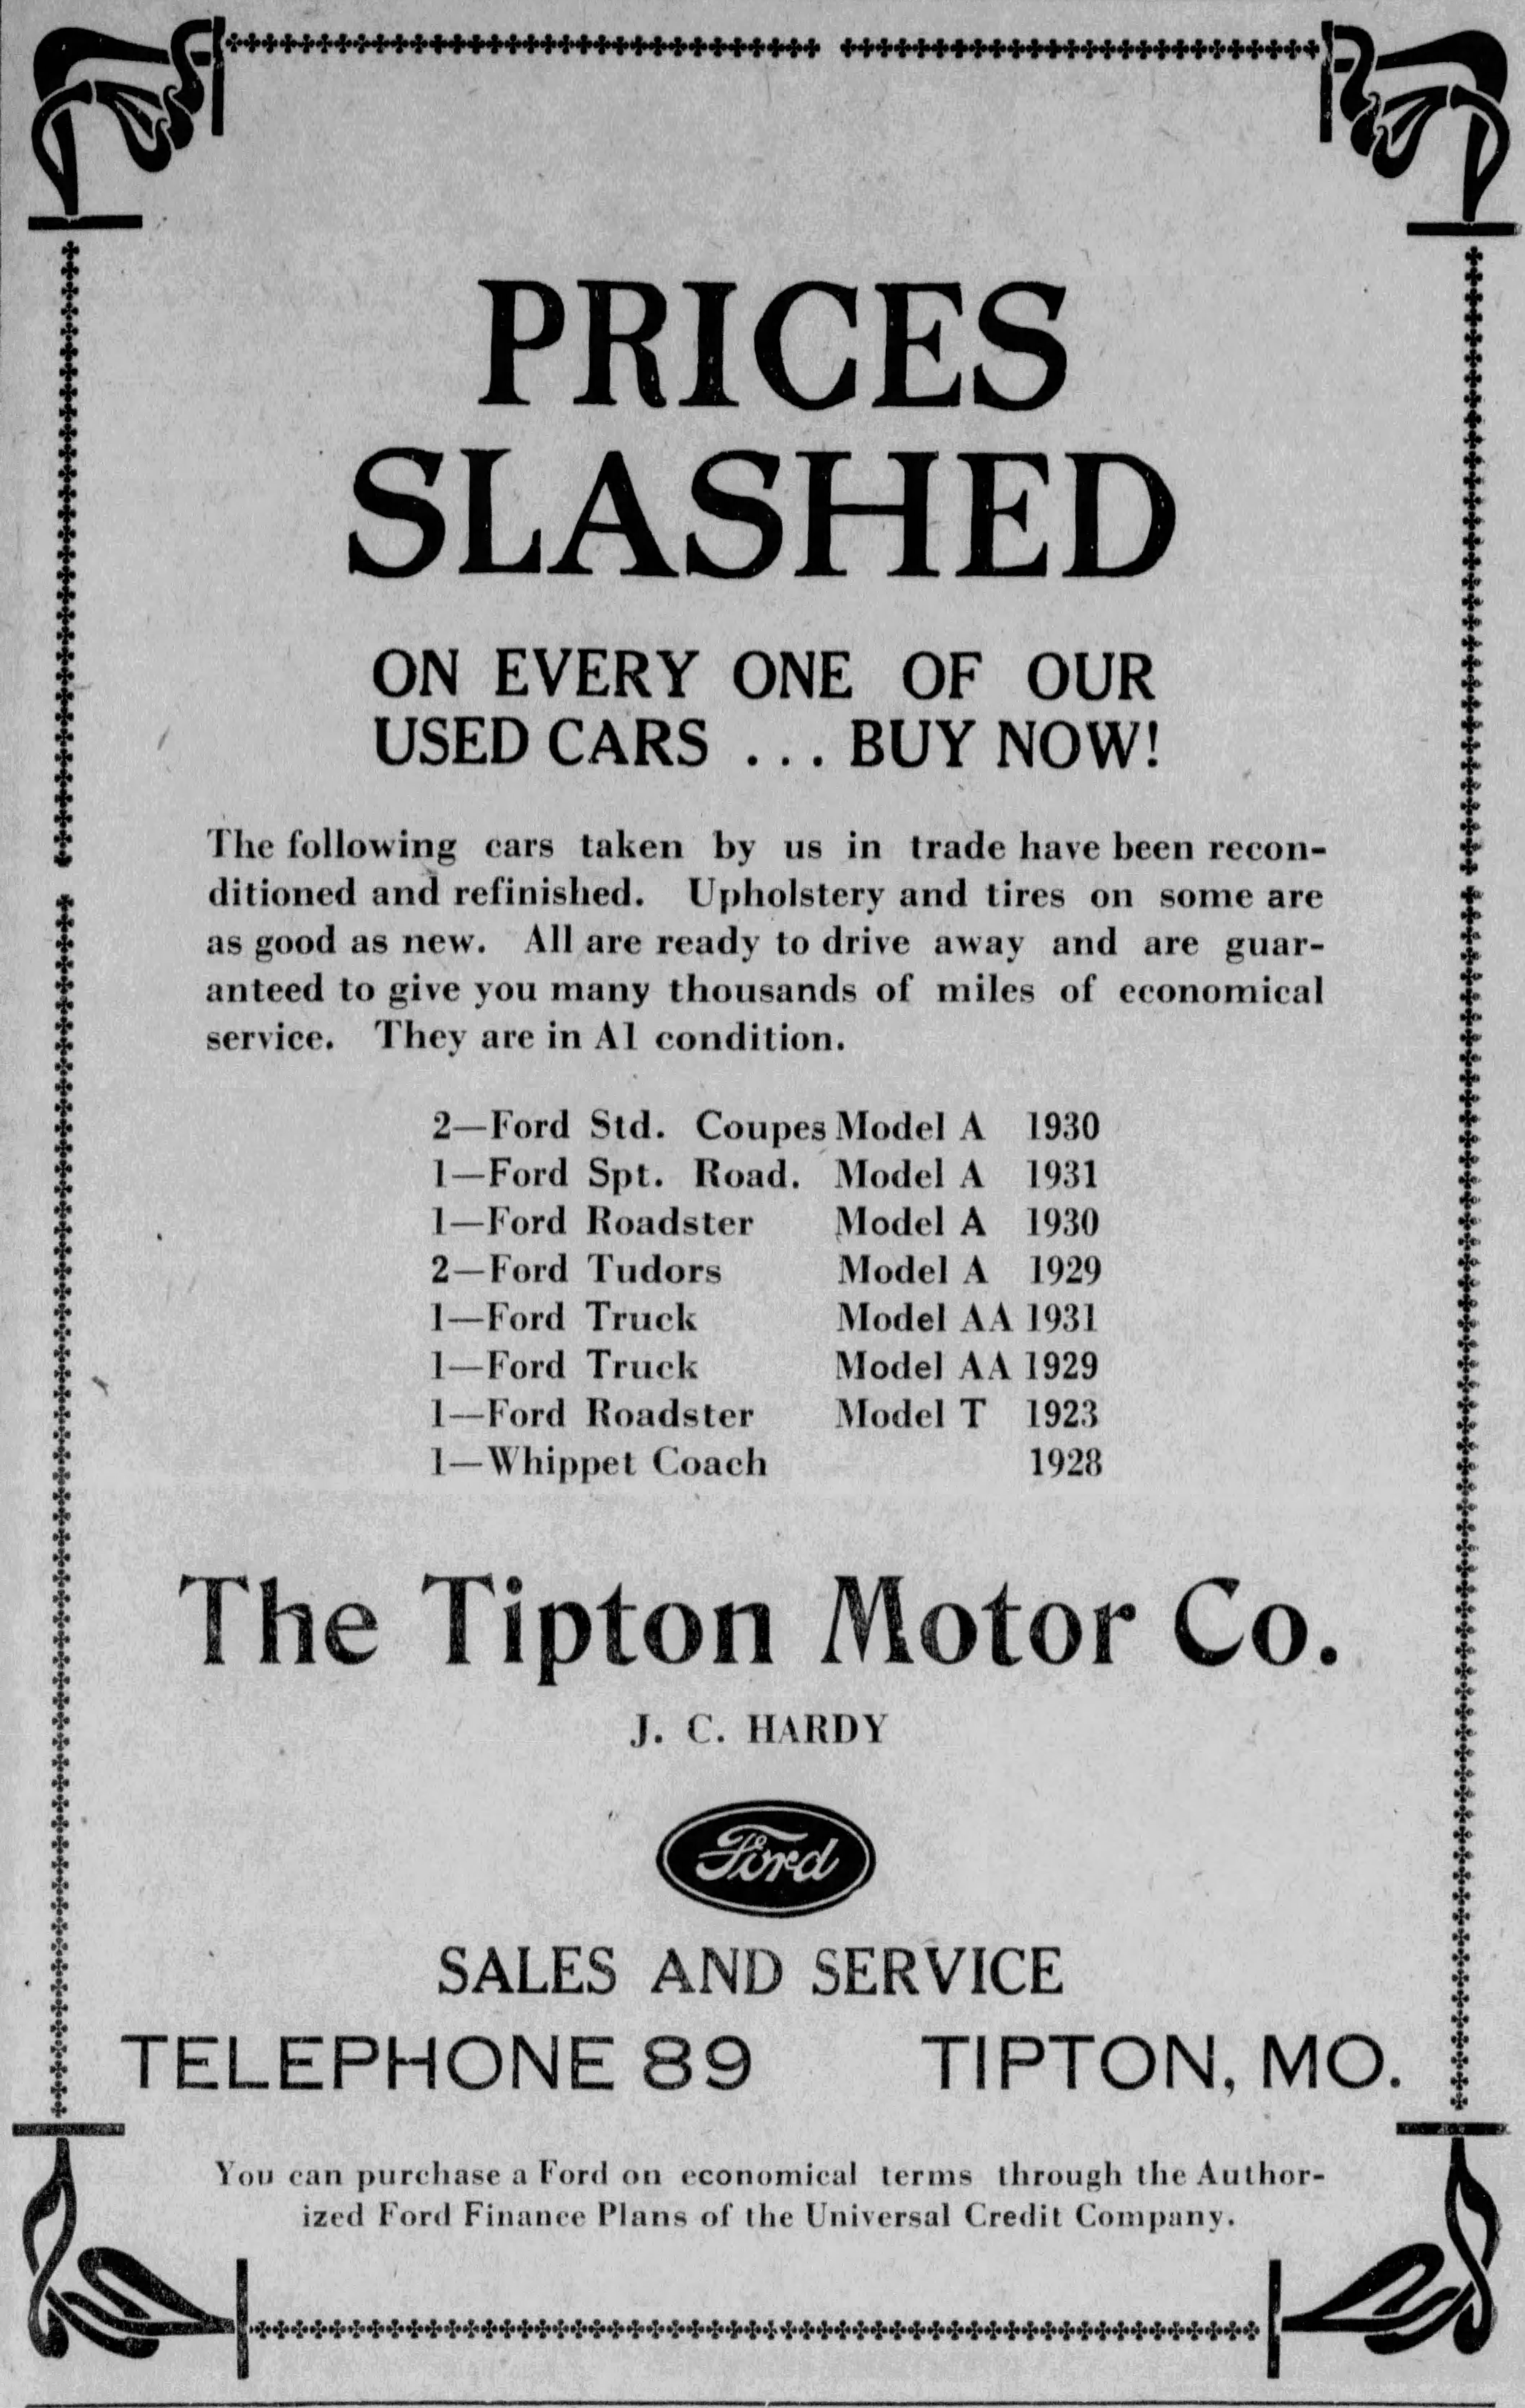 PRICES
SLASHED
ON EVERY ONE OF OUR
USED CARS ... BUY NOW!
The following cars taken by us in trade have been recon-
ditioned and refinished. Upholstery and tires on some are
as good as new. All are ready to drive away and are guar-
anteed to give you many thousands of miles of economical
service. They are in A1 condition.
2—Ford Std. Coupes Model A 1930
1—Ford Spt. Road. Model A 1931
1—Ford Roadster Model A 1930
2—Ford Tudors Model A 1929
1—Ford Truck Model AA 1931
1—Ford Truck Model AA 1929
1—Ford Roadster Model T 1923
1—Whippet Coach 1928
The Tipton Motor Co.
J. C. HARDY
Ford
SALES AND SERVICE
TELEPHONE 89 TIPTON, MO.
You can purchase a Ford on economical terms through the Author-
ized Ford Finance Plans of the Universal Credit Company.